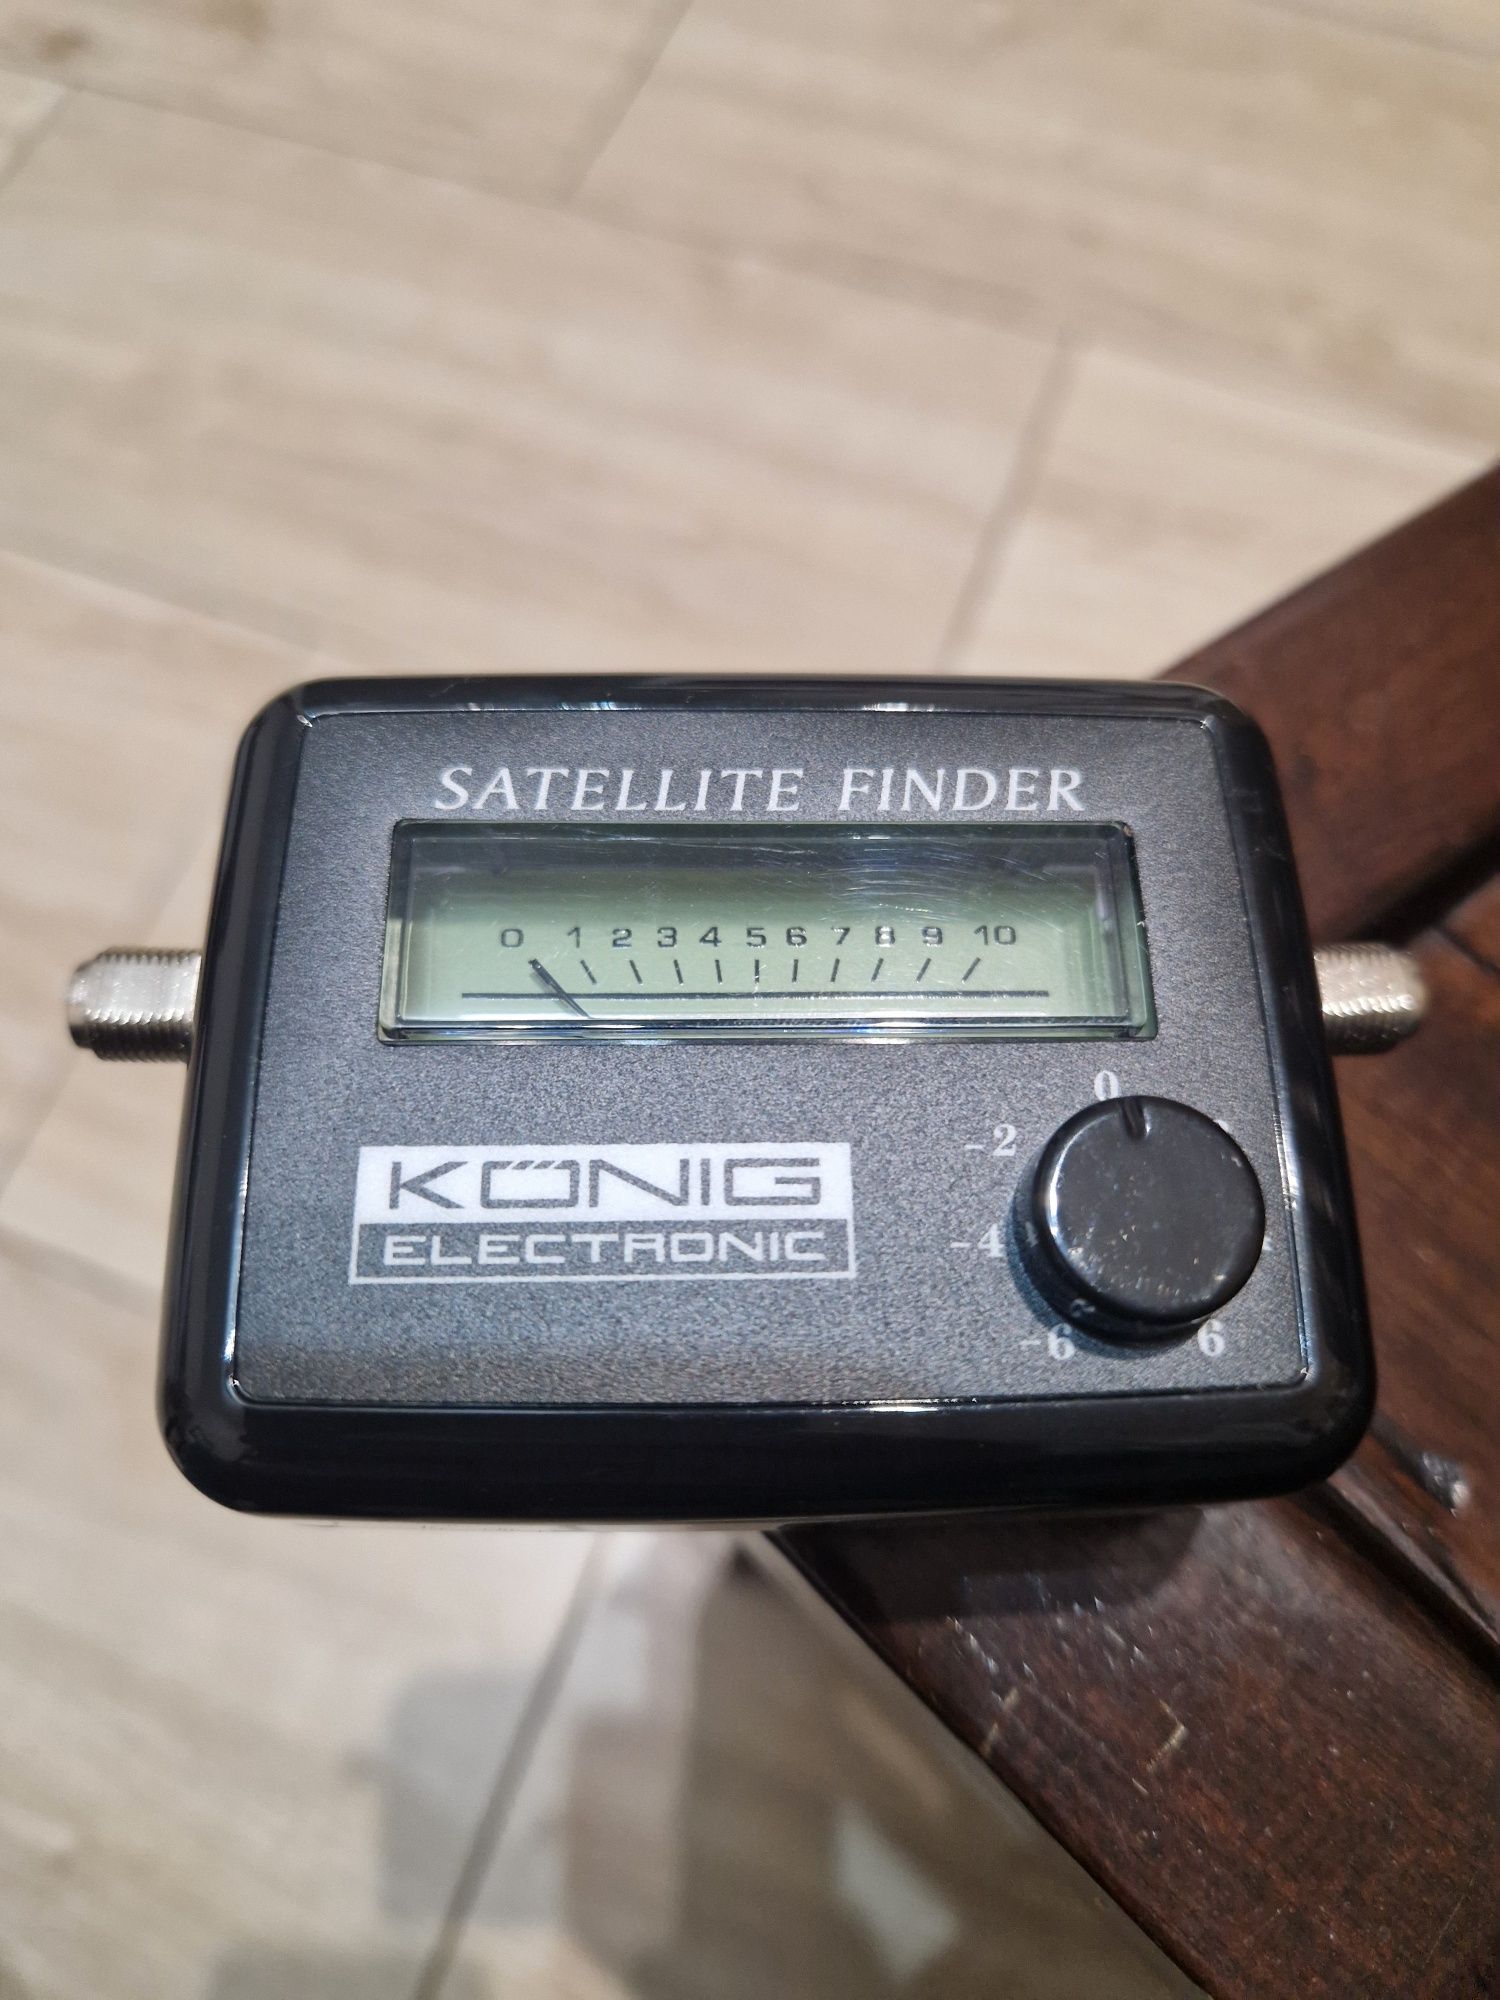 SATELLITE FINDER
0 1 2 3 4 5 6 7 8 9 10
0
-2
-4
-6 6
KÖNIG
ELECTRONIC